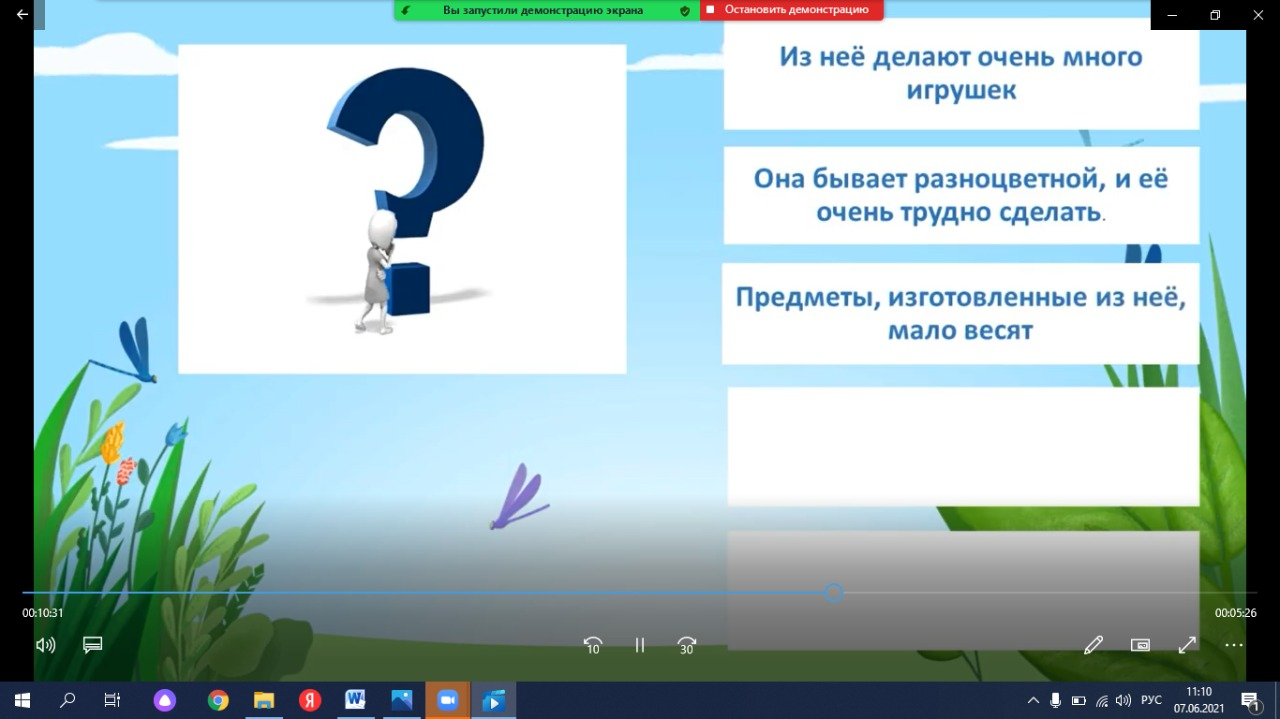 Вы запустили демонстрацию экрана
Остановить демонстрацию
Из неё делают очень много
игрушек
Она бывает разноцветной, и её
очень трудно сделать.
Предметы, изготовленные из неё,
мало весят
00:10:31
00:05:26
10
30
W
Я
РУС
11:10
07.06.2021
1